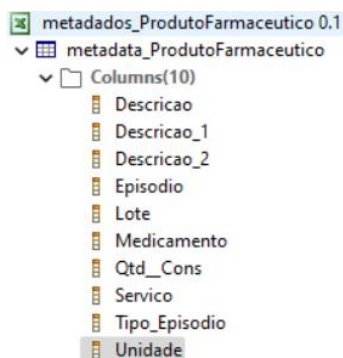 metadados_ProdutoFarmaceutico 0.1
metadata_ProdutoFarmaceutico
Columns(10)
Descricao
Descricao_1
Descricao_2
Episodio
Lote
Medicamento
Qtd__Cons
Servico
Tipo_Episodio
Unidade